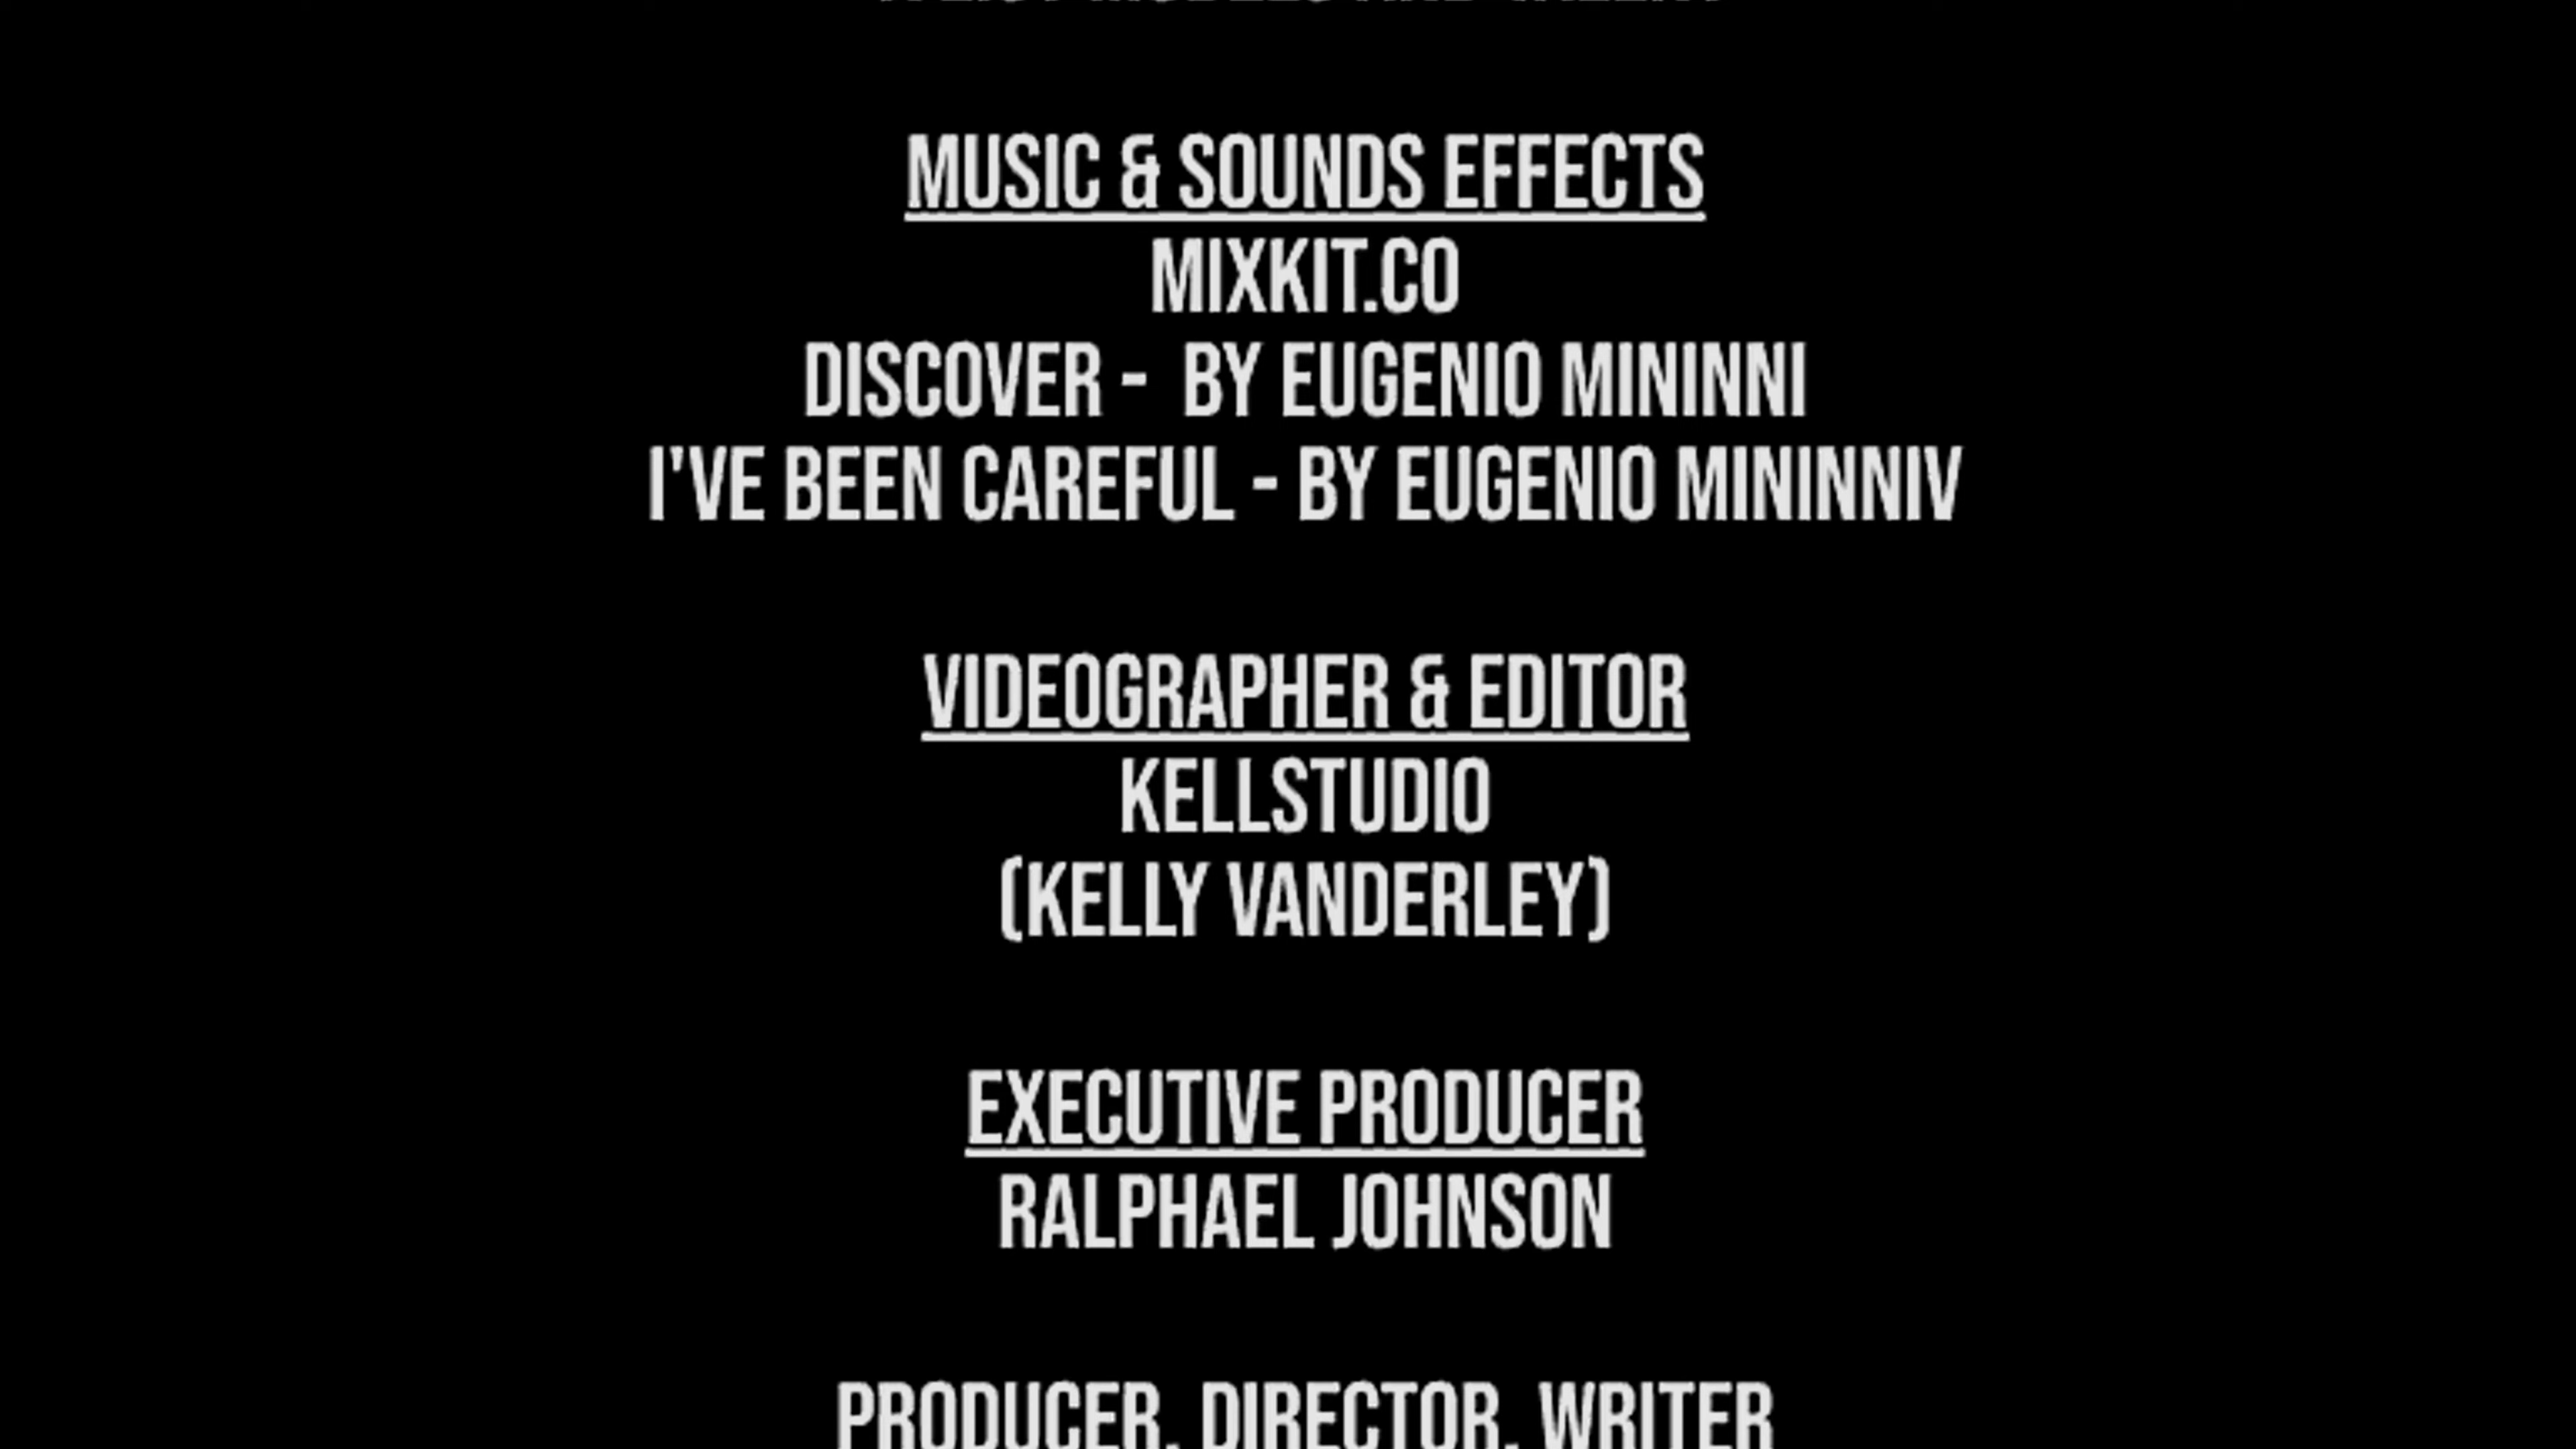 MUSIC & SOUNDS EFFECTS
MIXKIT.CO
DISCOVER -  BY EUGENIO MININNI
I'VE BEEN CAREFUL - BY EUGENIO MININNIV
VIDEOGRAPHER & EDITOR
KELLSTUDIO
(KELLY VANDERLEY)
EXECUTIVE PRODUCER
RALPHAEL JOHNSON
PRODUCER, DIRECTOR, WRITER